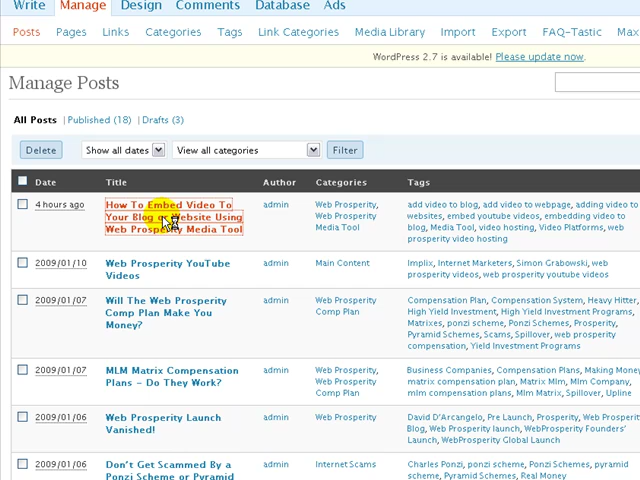 Write Manage Design Comments Database Ads
Posts Pages Links Categories Tags Link Categories Media Library Import Export FAQ-Tastic Max
WordPress 2.7 is available! Please update now.
Manage Posts
All Posts | Published (18) | Drafts (3)
Delete Show all dates View all categories Filter
Date Title Author Categories Tags
4 hours ago How To Embed Video To admin Web Prosperity, add video to blog, add video to webpage, adding video to
Your Blog or Website Using Web Prosperity websites, embed youtube videos, embedding video to
Web Prosperity Media Tool Media Tool blog, Media Tool, video hosting, Video Platforms, web
prosperity video hosting
2009/01/10 Web Prosperity YouTube admin Main Content Implix, Internet Marketers, Simon Grabowski, web
Videos prosperity videos, web prosperity youtube videos
2009/01/07 Will The Web Prosperity admin Web Prosperity Compensation Plan, Compensation System, Heavy Hitter,
Comp Plan Make You Comp Plan High Yield Investment, High Yield Investment Programs,
Money? Matrixes, ponzi scheme, Ponzi Schemes, Prosperity,
Pyramid Schemes, Scams, Spillover, web prosperity
compensation, Yield Investment Programs
2009/01/07 MLM Matrix Compensation admin Web Prosperity, Business Companies, Compensation Plans, Making Money,
Plans – Do They Work? Web Prosperity matrix compensation plan, Matrix Mlm, Mlm Company,
Comp Plan mlm compensation plans, Mlm Matrix, Spillover, Upline
2009/01/06 Web Prosperity Launch admin Web Prosperity David D'Arcangelo, Pre Launch, Prosperity, Web Prosperity
Vanished! Blog, Web Prosperity launch, WebProsperity Founders'
Launch, WebProsperity Global Launch
2009/01/06 Don't Get Scammed By a admin Internet Scams Charles Ponzi, ponzi scheme, Ponzi Schemes, pyramid
Ponzi Scheme or Pyramid scheme, Pyramid Schemes, Real Money